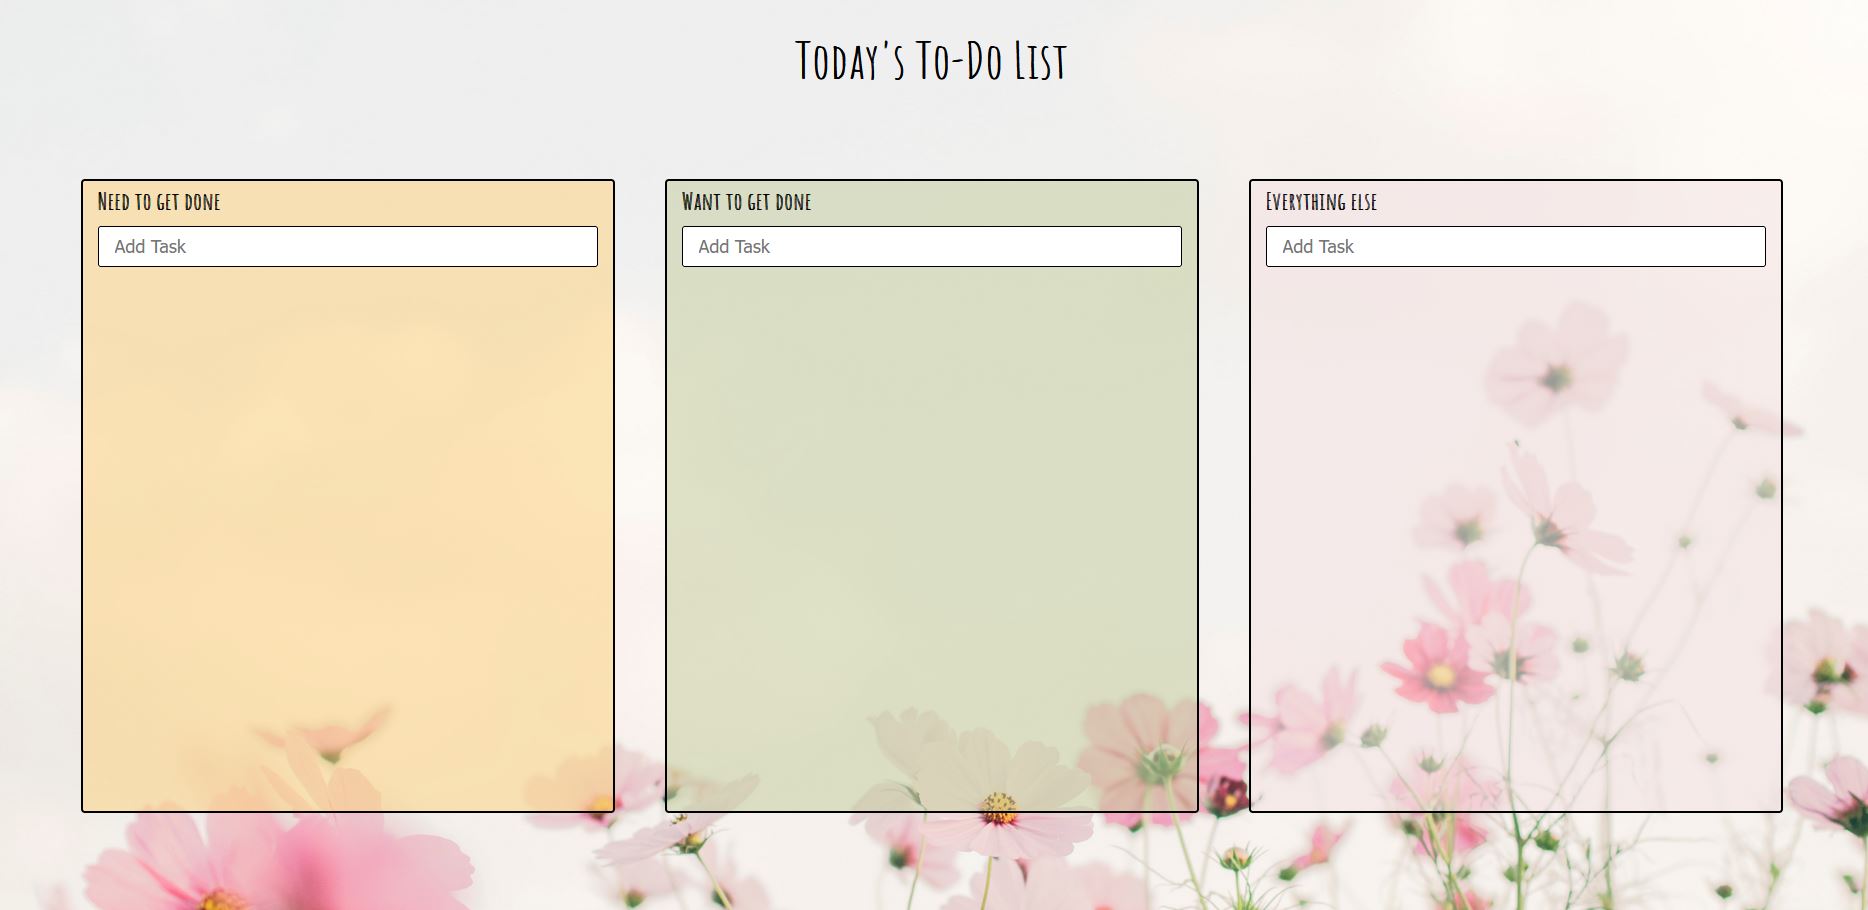 Today's To-Do List
Need to get done
Add Task
Want to get done
Add Task
Everything else
Add Task